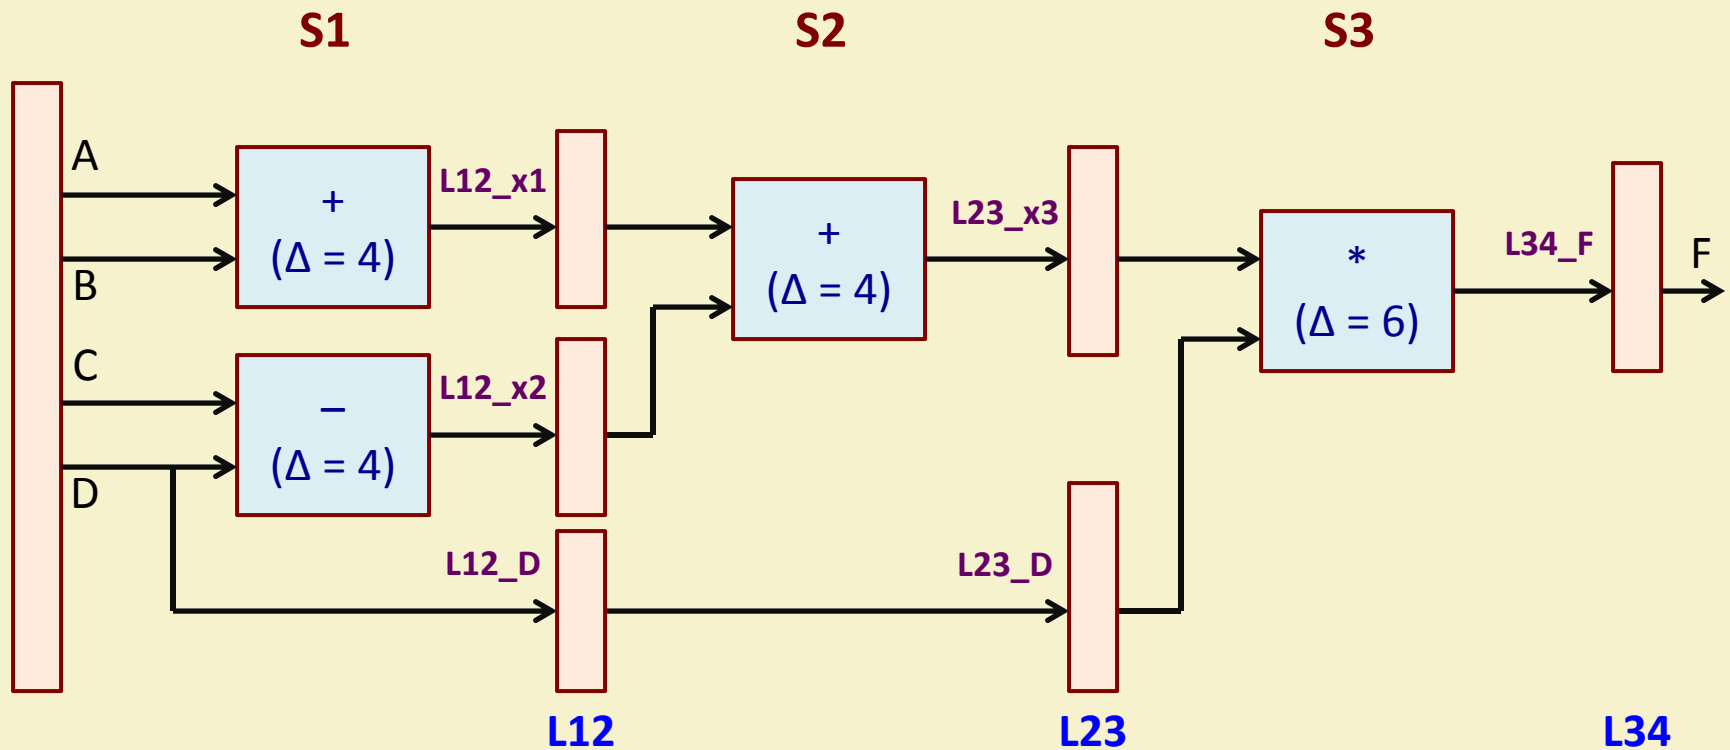 S1
S2
S3
A
B
C
D
+
(Δ = 4)
–
(Δ = 4)
L12_x1
L12_x2
L12_D
+
(Δ = 4)
L23_x3
L23_D
*
(Δ = 6)
L34_F
F
L12
L23
L34